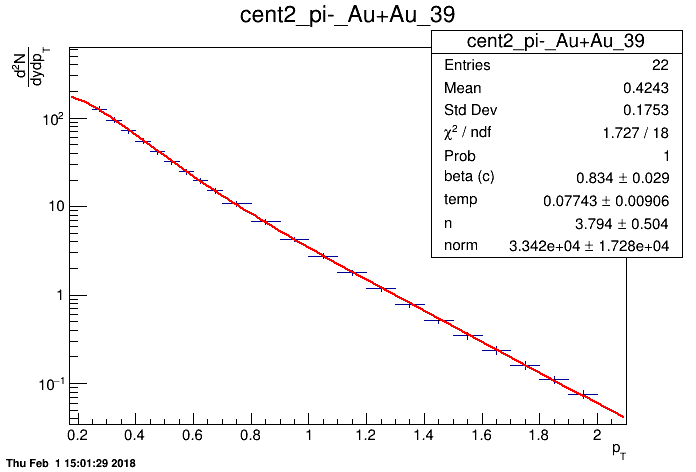 cent2_pi-_Au+Au_39
cent2_pi-_Au+Au_39
Entries 22
Mean 0.4243
Std Dev 0.1753
χ² / ndf 1.727 / 18
Prob 1
beta (c) 0.834 ± 0.029
temp 0.07743 ± 0.00906
n 3.794 ± 0.504
norm 3.342e+04 ± 1.728e+04
d²N
dydp_T
10²
10
1
10⁻¹
0.2 0.4 0.6 0.8 1 1.2 1.4 1.6 1.8 2
p_T
Thu Feb 1 15:01:29 2018